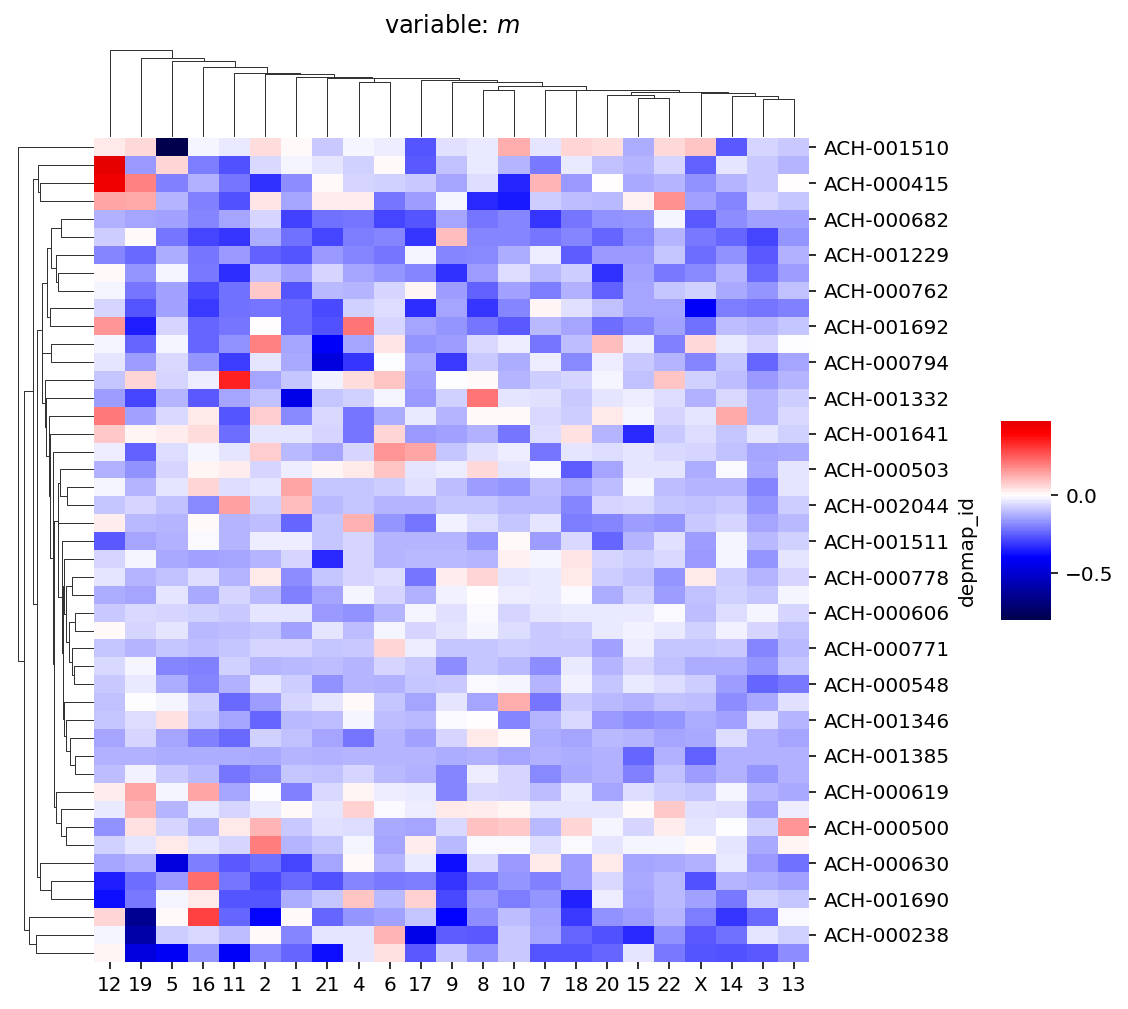 variable: m
ACH-001510
ACH-000415
ACH-000682
ACH-001229
ACH-000762
ACH-001692
ACH-000794
ACH-001332
ACH-001641
ACH-000503
ACH-002044
ACH-001511
ACH-000778
ACH-000606
ACH-000771
ACH-000548
ACH-001346
ACH-001385
ACH-000619
ACH-000500
ACH-000630
ACH-001690
ACH-000238
depmap_id
0.0
−0.5
12 19 5 16 11 2 1 21 4 6 17 9 8 10 7 18 20 15 22 X 14 3 13